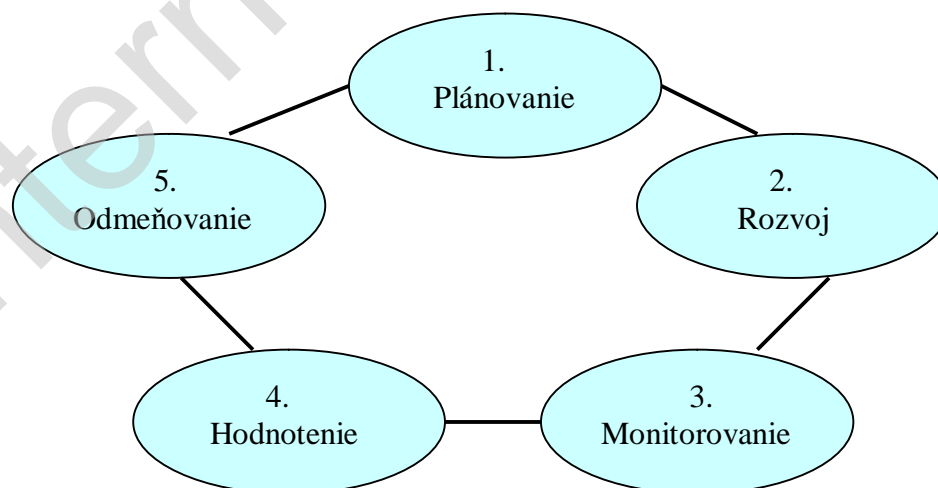 1.
Plánovanie
2.
Rozvoj
3.
Monitorovanie
4.
Hodnotenie
5.
Odmeňovanie